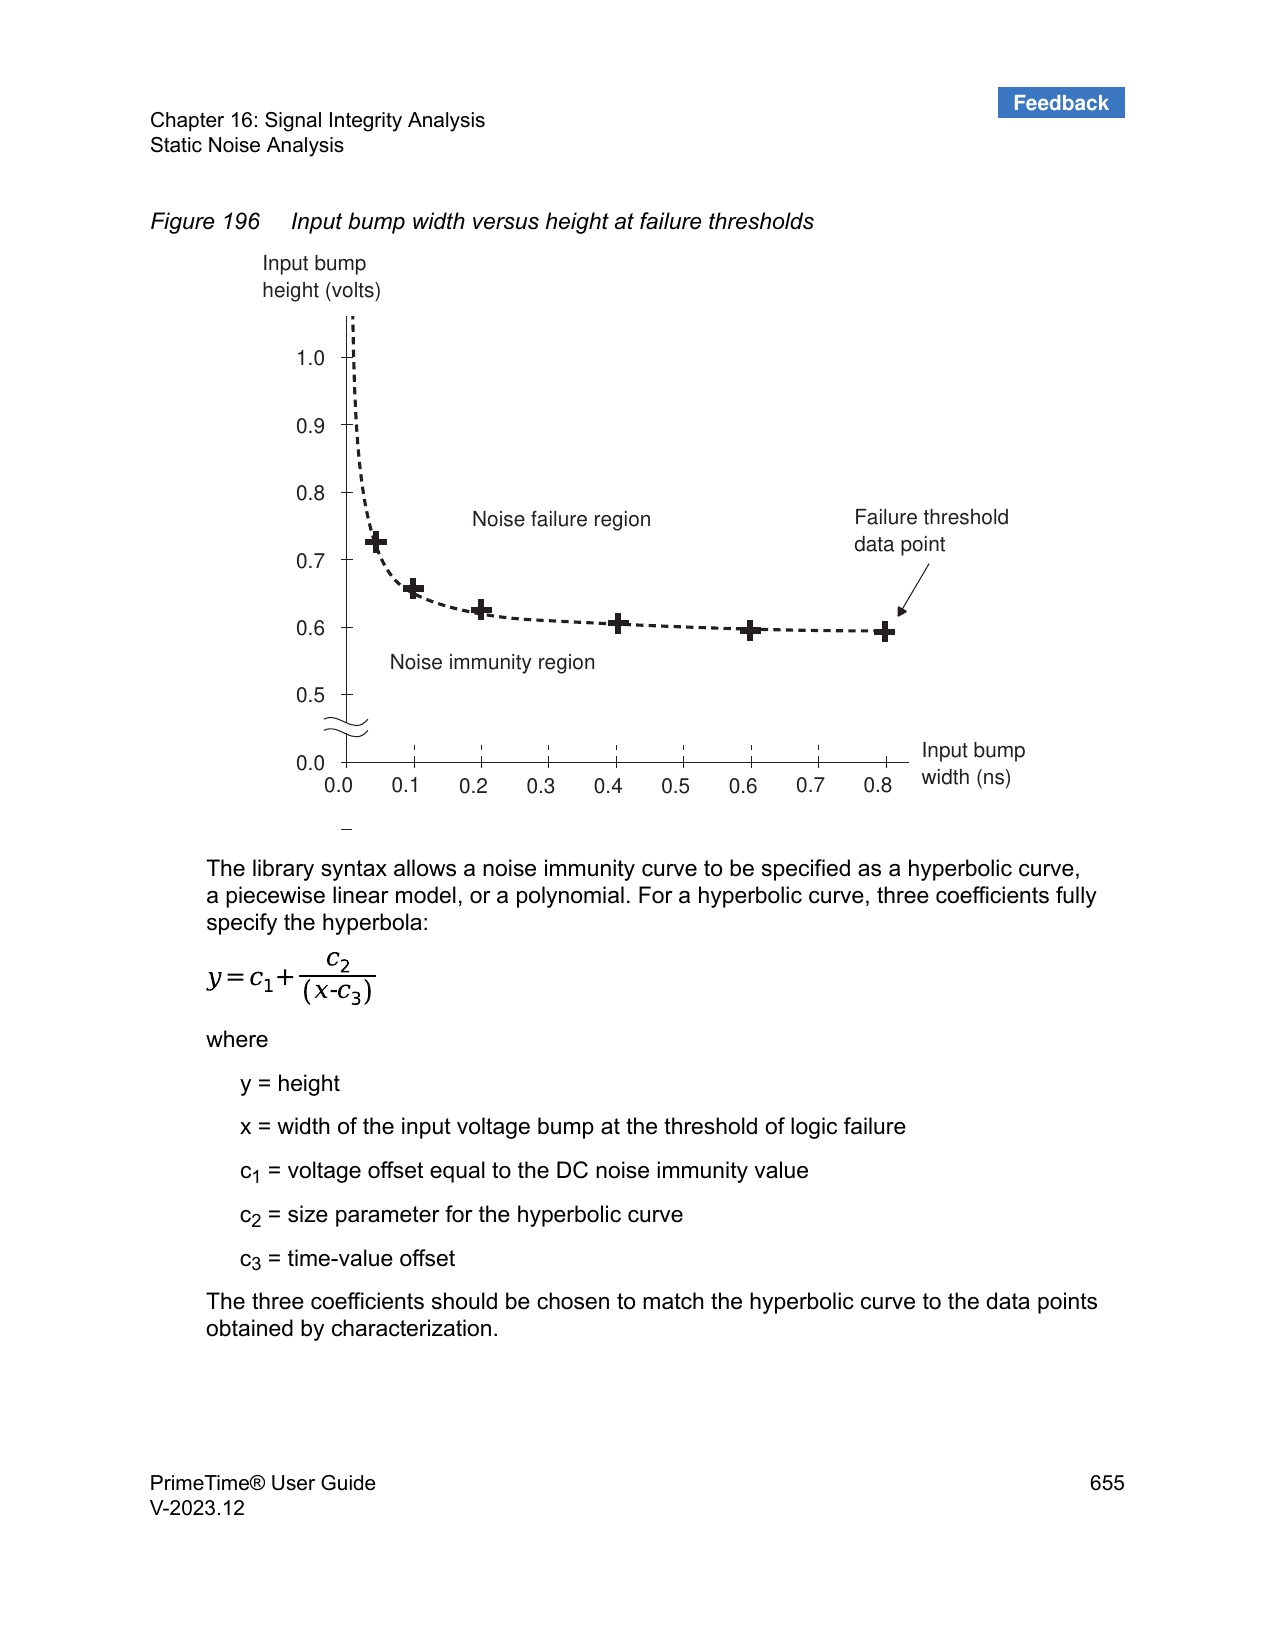 Feedback
Chapter 16: Signal Integrity Analysis
Static Noise Analysis
Figure 196 Input bump width versus height at failure thresholds
Input bump
height (volts)
1.0
0.9
0.8
Noise failure region
Failure threshold
data point
0.7
0.6
Noise immunity region
0.5
0.0
Input bump
width (ns)
0.0 0.1 0.2 0.3 0.4 0.5 0.6 0.7 0.8
The library syntax allows a noise immunity curve to be specified as a hyperbolic curve,
a piecewise linear model, or a polynomial. For a hyperbolic curve, three coefficients fully
specify the hyperbola:
y = c₁ + c₂ / (x-c₃)
where
y = height
x = width of the input voltage bump at the threshold of logic failure
c₁ = voltage offset equal to the DC noise immunity value
c₂ = size parameter for the hyperbolic curve
c₃ = time-value offset
The three coefficients should be chosen to match the hyperbolic curve to the data points
obtained by characterization.
PrimeTime® User Guide 655
V-2023.12